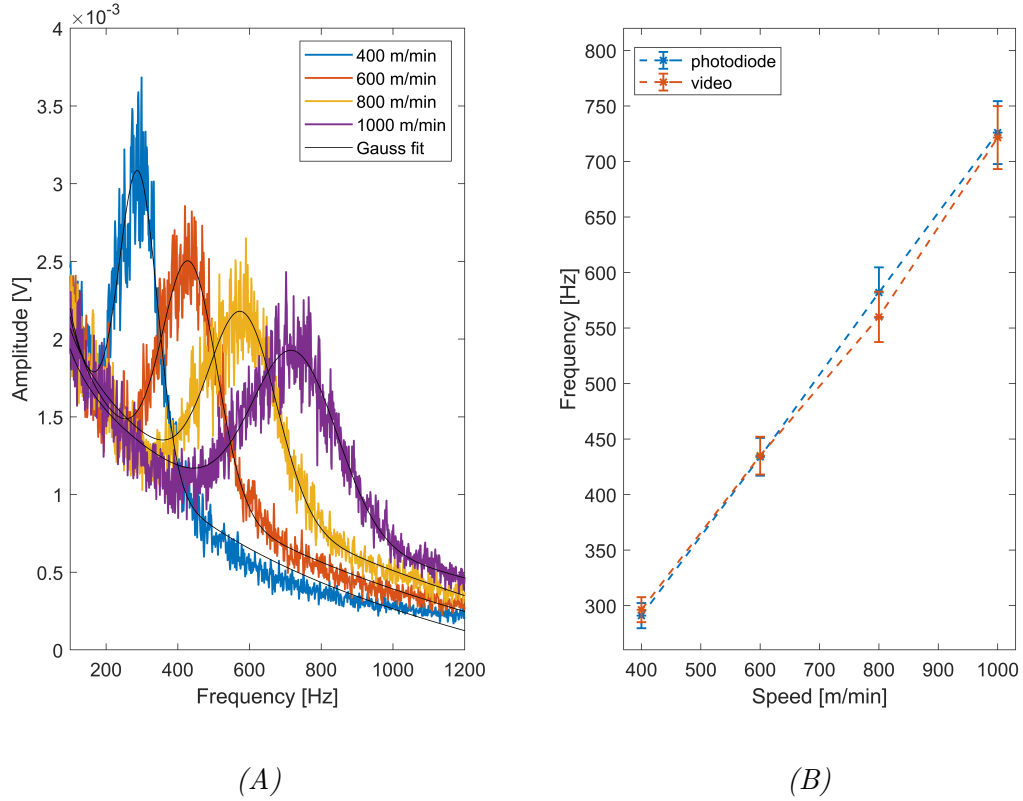 ×10⁻³
4
3.5
3
2.5
2
1.5
1
0.5
0
Amplitude [V]
200 400 600 800 1000 1200
Frequency [Hz]
400 m/min
600 m/min
800 m/min
1000 m/min
Gauss fit
(A)
800
750
700
650
600
550
500
450
400
350
300
Frequency [Hz]
400 500 600 700 800 900 1000
Speed [m/min]
photodiode
video
(B)